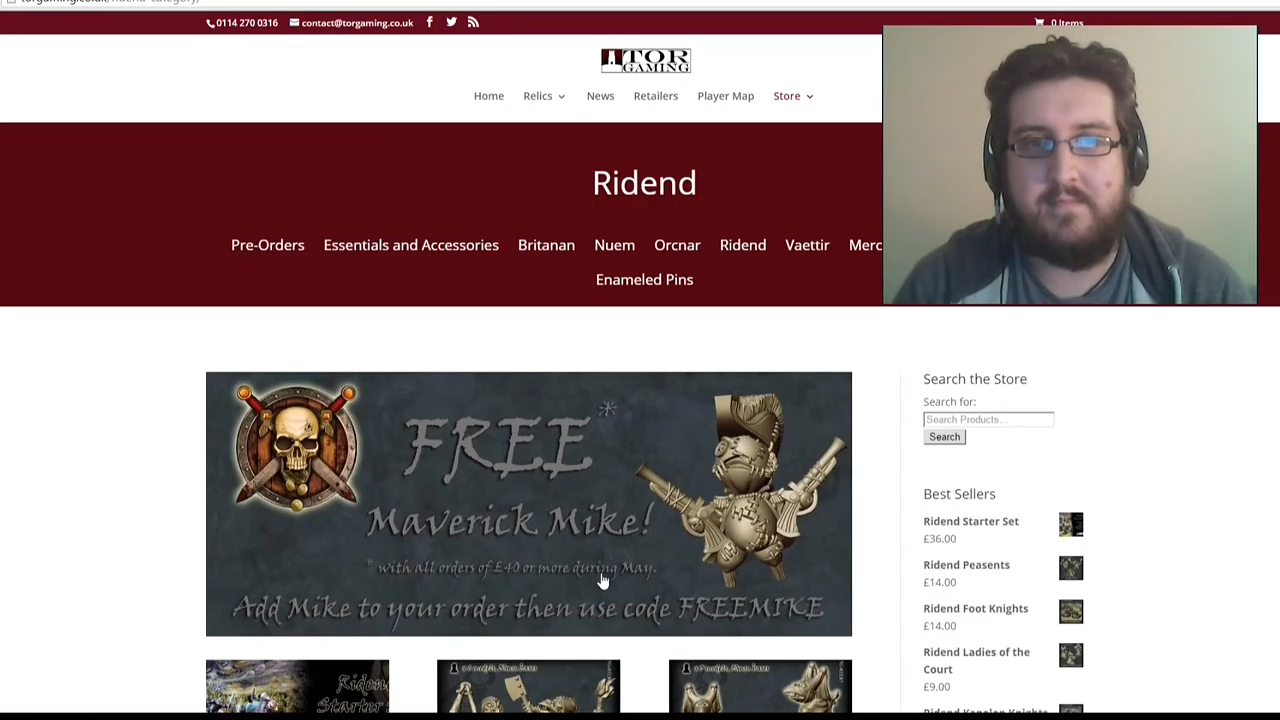 0114 270 0316 contact@torgaming.co.uk 0 Items
TOR
GAMING
Home Relics News Retailers Player Map Store
Ridend
Pre-Orders Essentials and Accessories Britanan Nuem Orcnar Ridend Vaettir Merc
Enameled Pins
FREE*
Maverick Mike!
* with all orders of £40 or more during May.
Add Mike to your order then use code FREEMIKE
Search the Store
Search for:
Search Products...
Search
Best Sellers
Ridend Starter Set
£36.00
Ridend Peasents
£14.00
Ridend Foot Knights
£14.00
Ridend Ladies of the
Court
£9.00